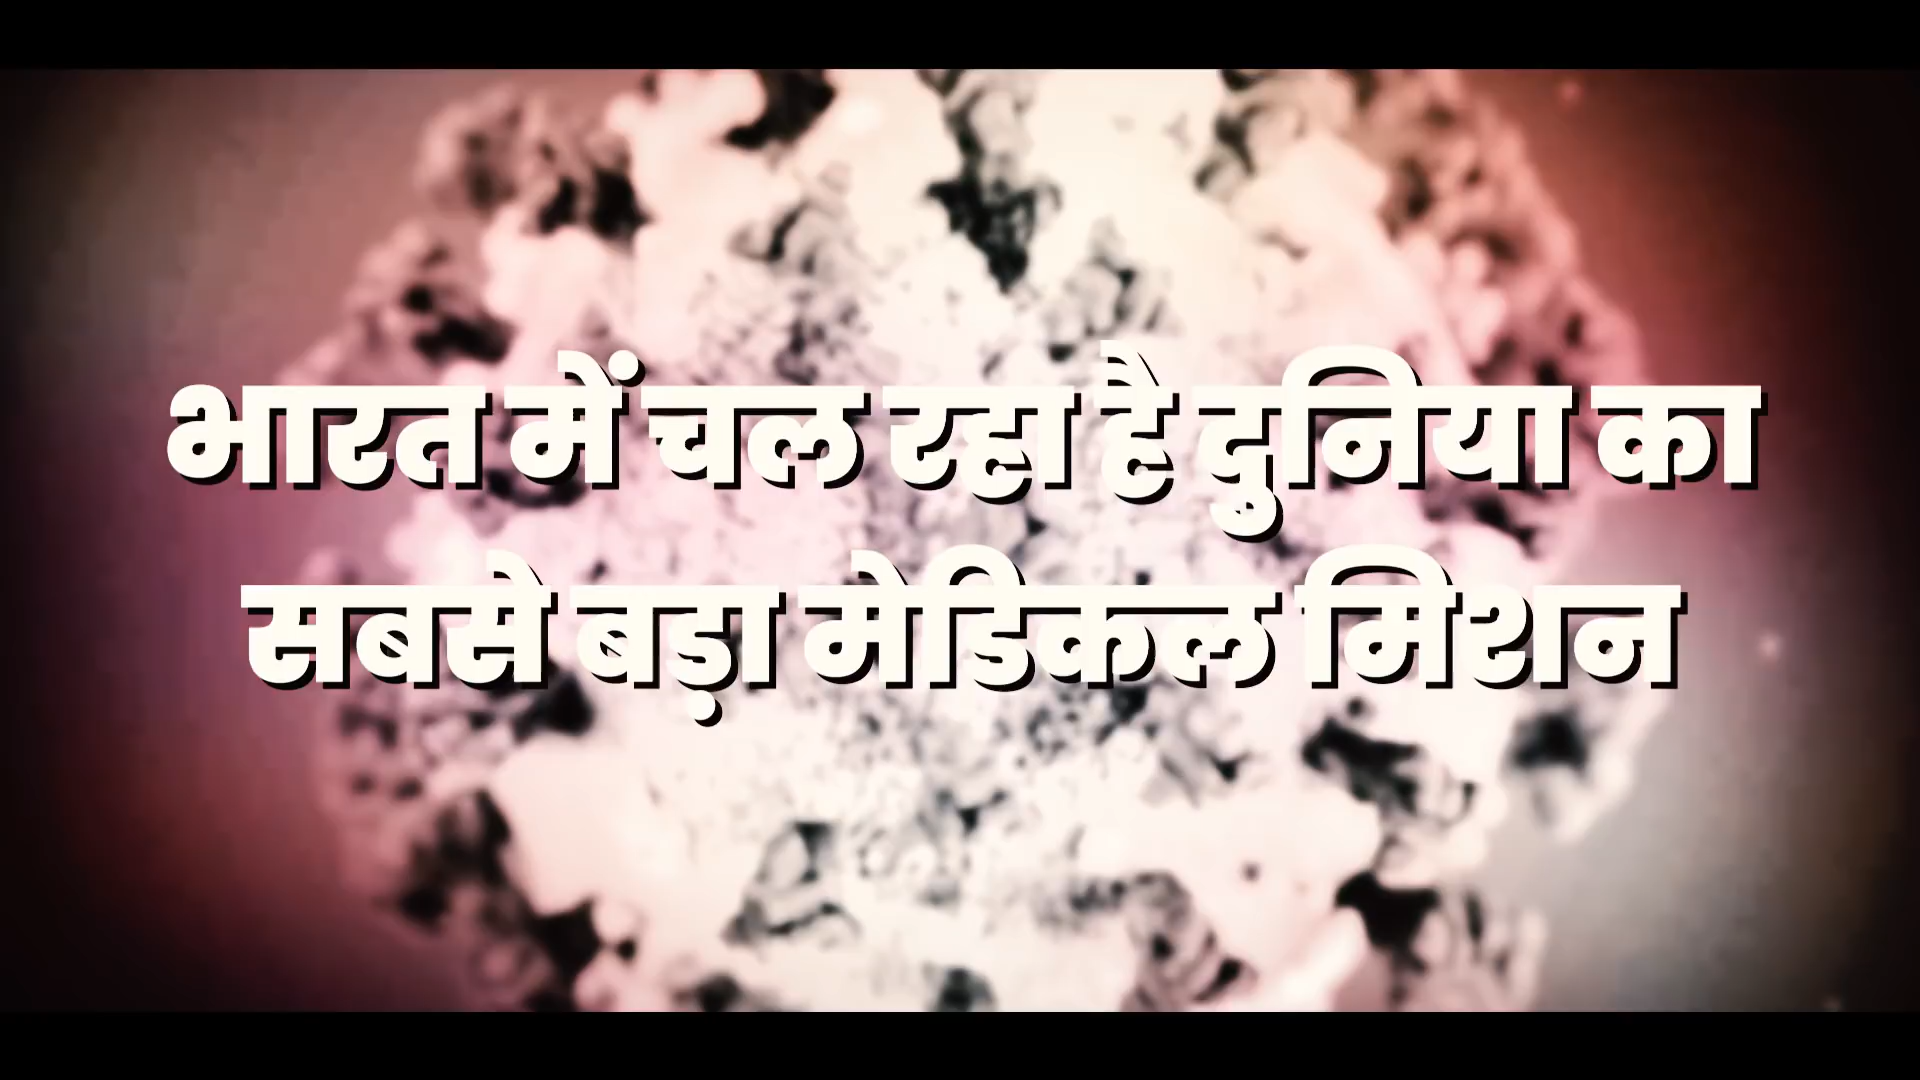 भारत में चल रहा है दुनिया का
सबसे बड़ा मेडिकल मिशन